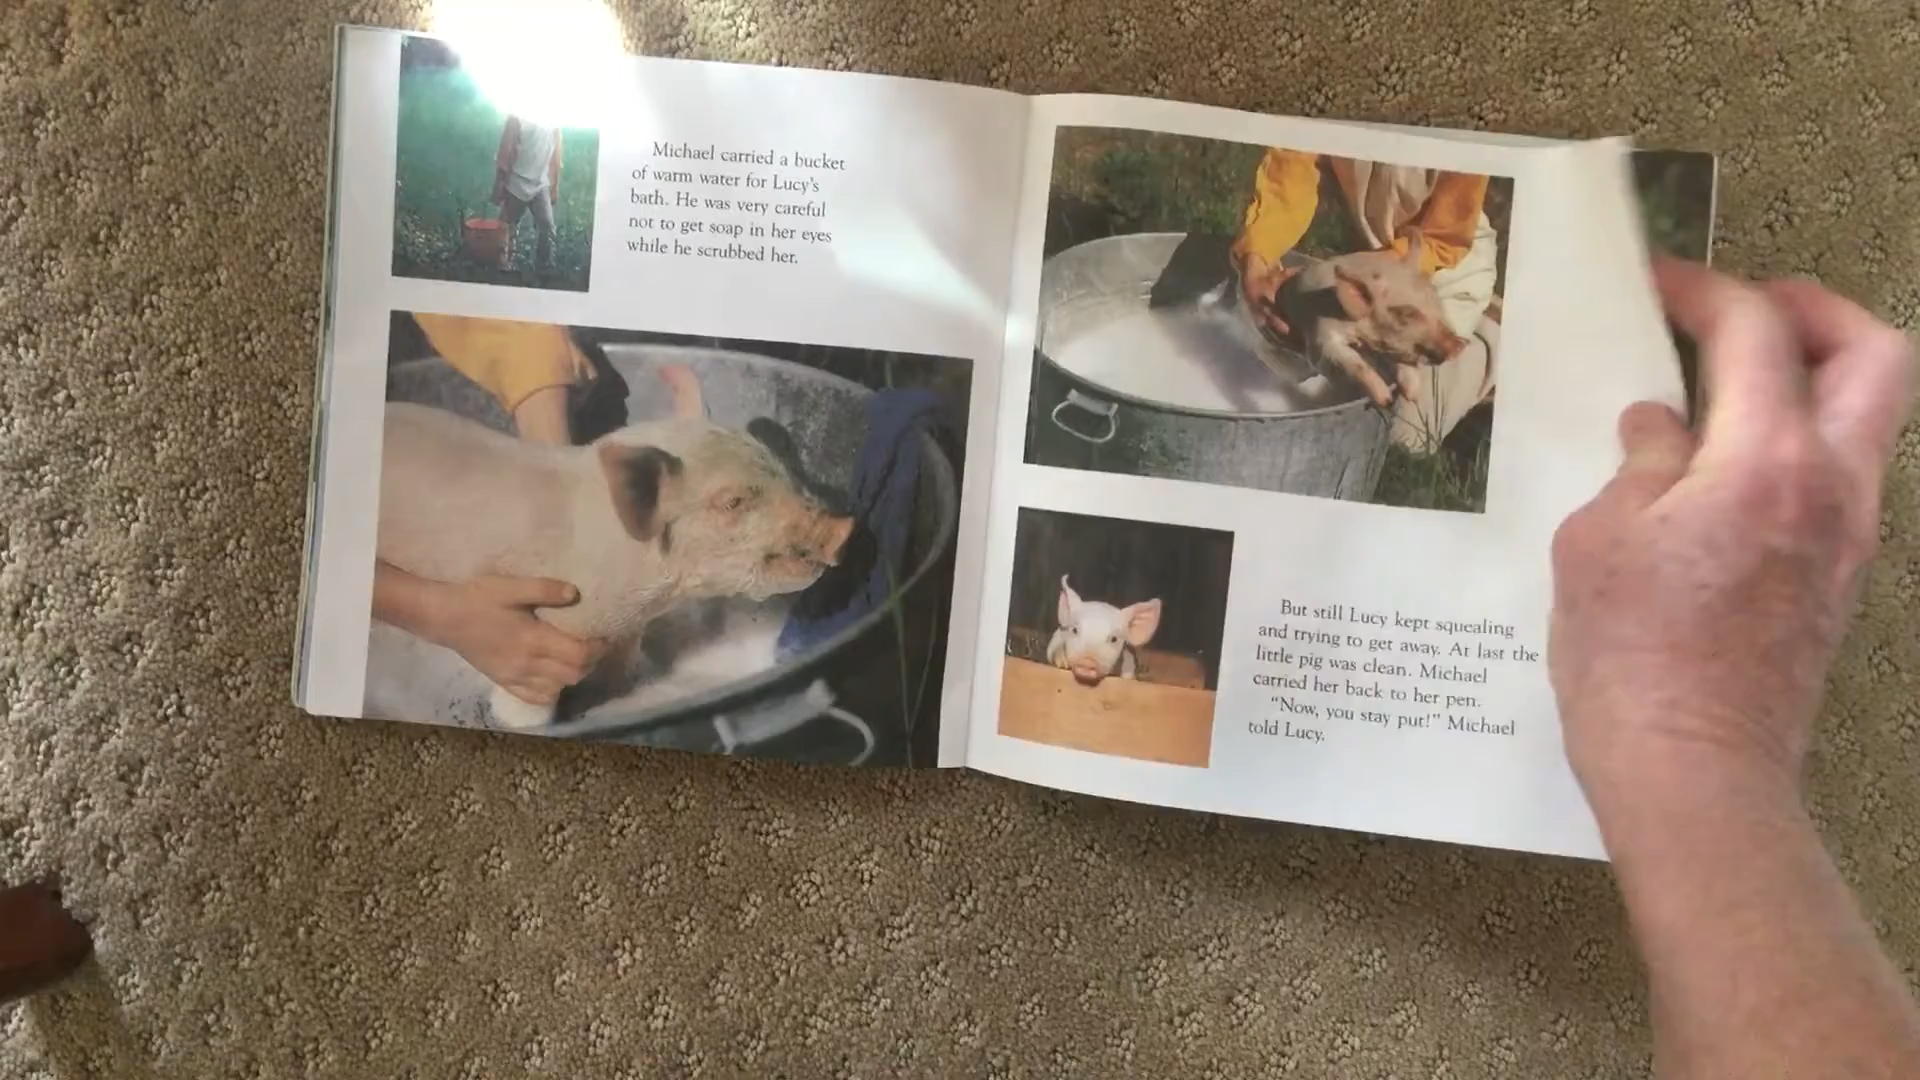 Michael carried a bucket
of warm water for Lucy's
bath. He was very careful
not to get soap in her eyes
while he scrubbed her.
But still Lucy kept squealing
and trying to get away. At last the
little pig was clean. Michael
carried her back to her pen.
"Now, you stay put!" Michael
told Lucy.